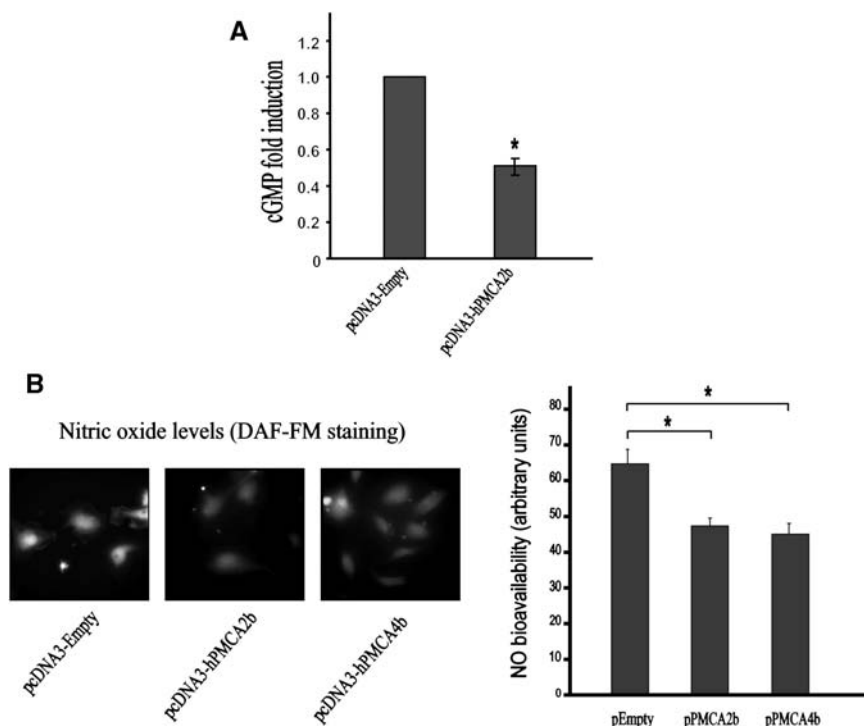 A
cGMP fold induction
1.2
1.0
0.8
0.6
0.4
0.2
0
*
pcDNA3-Empty
pcDNA3-hPMCA2b
B
Nitric oxide levels (DAF-FM staining)
pcDNA3-Empty
pcDNA3-hPMCA2b
pcDNA3-hPMCA4b
NO bioavailability (arbitrary units)
80
70
60
50
40
30
20
10
0
*
*
pEmpty
pPMCA2b
pPMCA4b